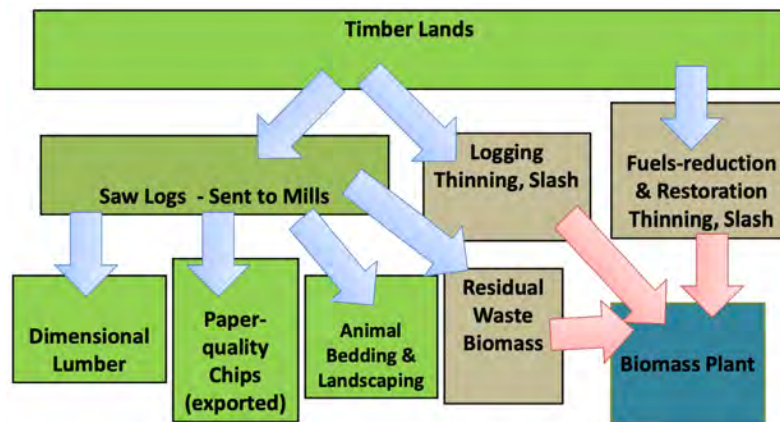 Timber Lands
Logging
Thinning, Slash
Fuels-reduction
& Restoration
Thinning, Slash
Saw Logs - Sent to Mills
Dimensional
Lumber
Paper-
quality
Chips
(exported)
Animal
Bedding &
Landscaping
Residual
Waste
Biomass
Biomass Plant